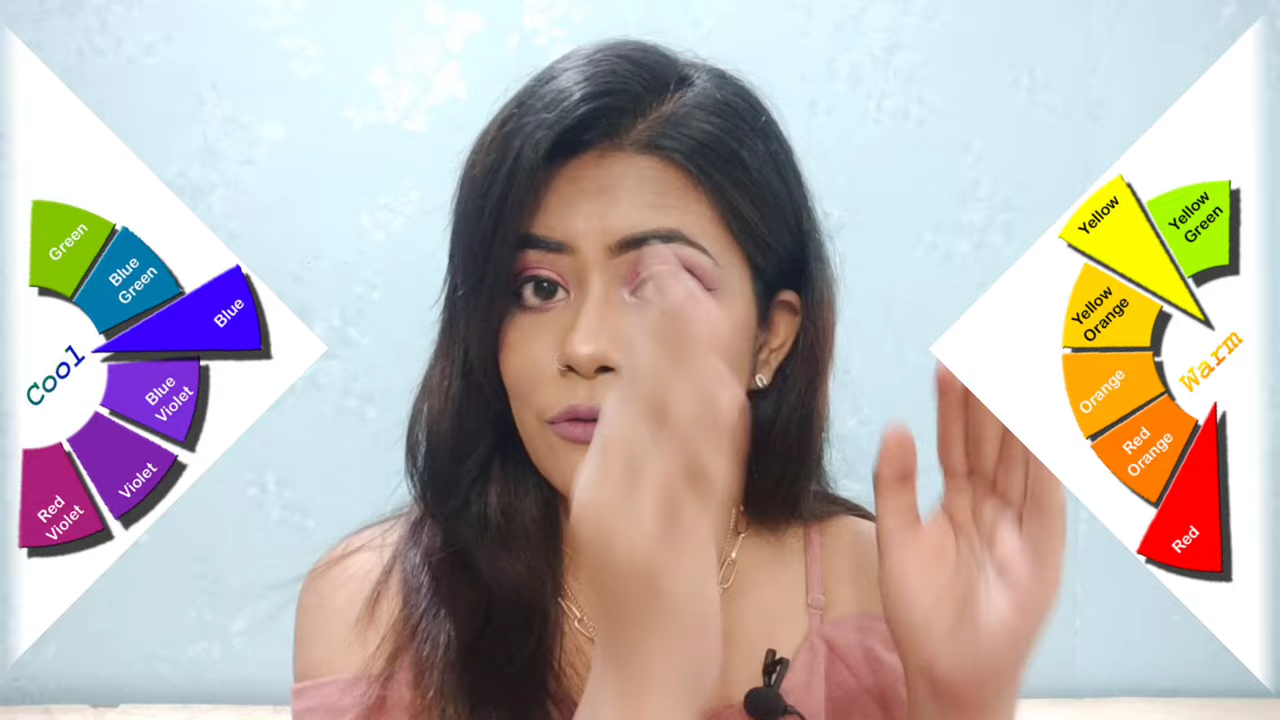 Green
Blue
Green
Blue
Cool
Blue
Violet
Violet
Red
Violet
Yellow
Yellow
Green
Yellow
Orange
Warm
Orange
Red
Orange
Red